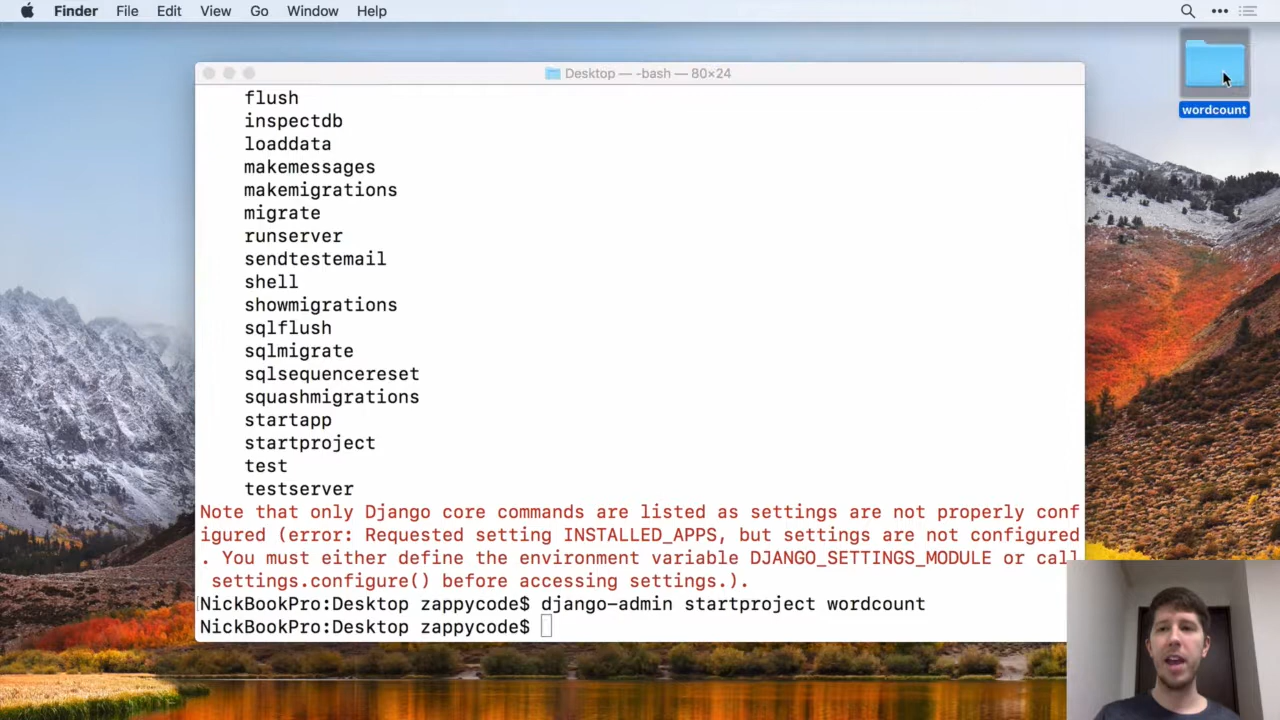 Finder File Edit View Go Window Help
Desktop — -bash — 80×24
wordcount
flush
inspectdb
loaddata
makemessages
makemigrations
migrate
runserver
sendtestemail
shell
showmigrations
sqlflush
sqlmigrate
sqlsequencereset
squashmigrations
startapp
startproject
test
testserver
Note that only Django core commands are listed as settings are not properly conf
igured (error: Requested setting INSTALLED_APPS, but settings are not configured
. You must either define the environment variable DJANGO_SETTINGS_MODULE or call
settings.configure() before accessing settings.).
NickBookPro:Desktop zappycode$ django-admin startproject wordcount
NickBookPro:Desktop zappycode$